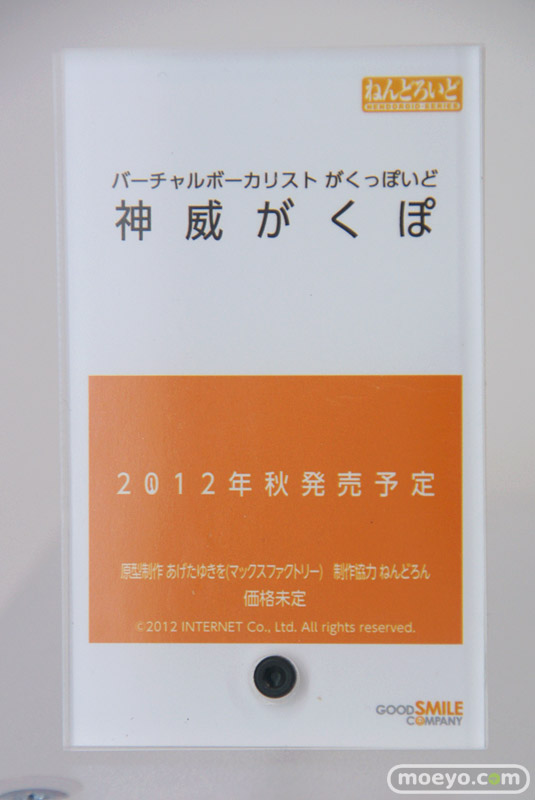 ねんどろいど
NENDOROID SERIES
バーチャルボーカリスト がくっぽいど
神威がくぽ
2012年秋発売予定
原型制作 あげたゆきを(マックスファクトリー) 制作協力 ねんどろん
価格未定
©2012 INTERNET Co., Ltd. All rights reserved.
GOOD SMILE
COMPANY
moeyo.com